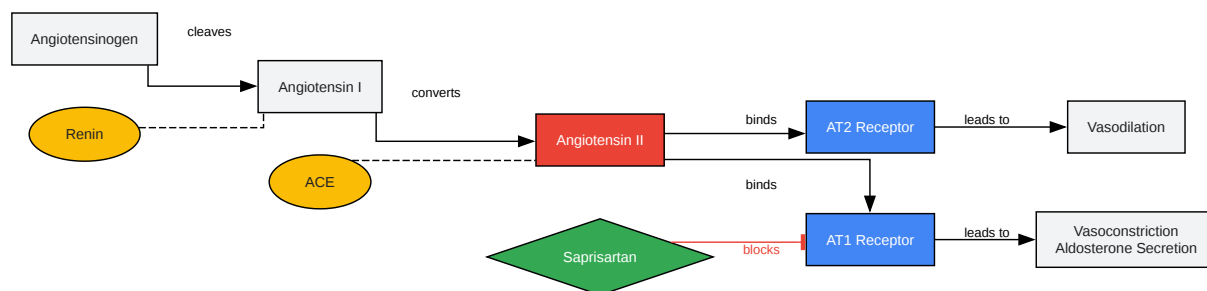 Angiotensinogen
cleaves
Angiotensin I
converts
Renin
ACE
Angiotensin II
binds
AT2 Receptor
leads to
Vasodilation
binds
Saprisartan
blocks
AT1 Receptor
leads to
Vasoconstriction
Aldosterone Secretion